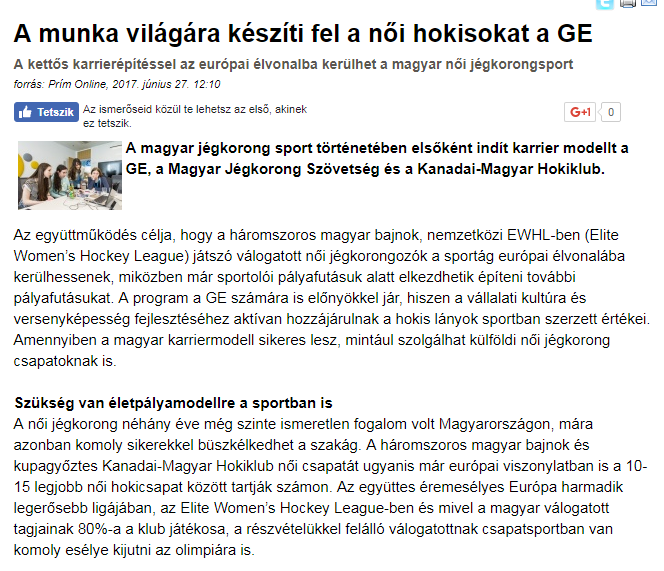 A munka világára készíti fel a női hokisokat a GE
A kettős karrierépítéssel az európai élvonalba kerülhet a magyar női jégkorongsport
forrás: Prím Online, 2017. június 27. 12:10
Tetszik
Az ismerőseid közül te lehetsz az első, akinek
ez tetszik.
G+1
0
A magyar jégkorong sport történetében elsőként indít karrier modellt a
GE, a Magyar Jégkorong Szövetség és a Kanadai-Magyar Hokiklub.
Az együttműködés célja, hogy a háromszoros magyar bajnok, nemzetközi EWHL-ben (Elite
Women's Hockey League) játszó válogatott női jégkorongozók a sportág európai élvonalába
kerülhessenek, miközben már sportolói pályafutásuk alatt elkezdhetik építeni további
pályafutásukat. A program a GE számára is előnyökkel jár, hiszen a vállalati kultúra és
versenyképesség fejlesztéséhez aktívan hozzájárulnak a hokis lányok sportban szerzett értékei.
Amennyiben a magyar karriermodell sikeres lesz, mintául szolgálhat külföldi női jégkorong
csapatoknak is.
Szükség van életpályamodellre a sportban is
A női jégkorong néhány éve még szinte ismeretlen fogalom volt Magyarországon, mára
azonban komoly sikerekkel büszkélkedhet a szakág. A háromszoros magyar bajnok és
kupagyőztes Kanadai-Magyar Hokiklub női csapatát ugyanis már európai viszonylatban is a 10-
15 legjobb női hokicsapat között tartják számon. Az együttes éremesélyes Európa harmadik
legerősebb ligájában, az Elite Women's Hockey League-ben és mivel a magyar válogatott
tagjainak 80%-a a klub játékosa, a részvételükkel felálló válogatottnak csapatsportban van
komoly esélye kijutni az olimpiára is.